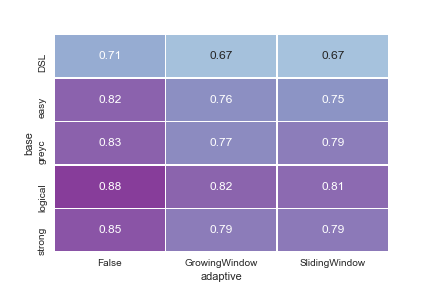 DSL 0.71 0.67 0.67
easy 0.82 0.76 0.75
greyc 0.83 0.77 0.79
logical 0.88 0.82 0.81
strong 0.85 0.79 0.79
base
False GrowingWindow SlidingWindow
adaptive